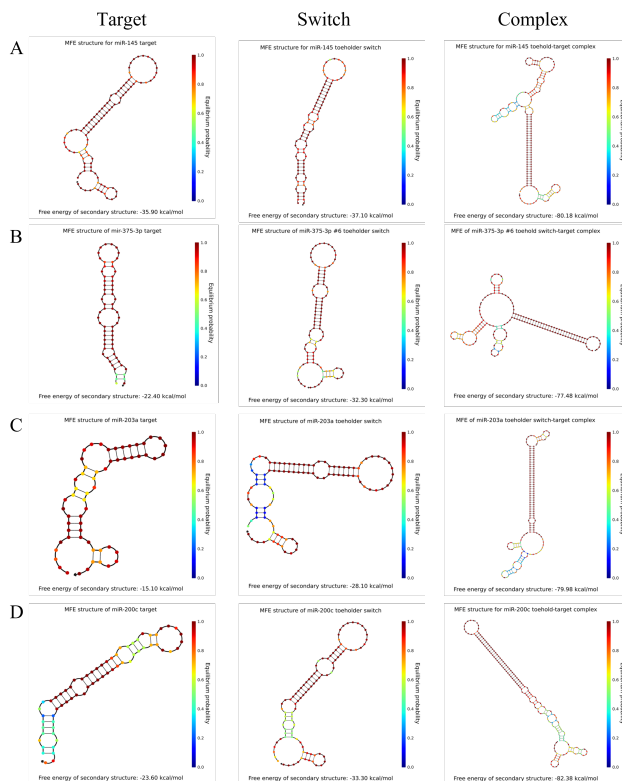 Target Switch Complex
A
MFE structure for miR-145 target
1.0
0.8
0.6
0.4
0.2
0.0
Equilibrium probability
Free energy of secondary structure: -35.90 kcal/mol
MFE structure for miR-145 toeholder switch
1.0
0.8
0.6
0.4
0.2
0.0
Equilibrium probability
Free energy of secondary structure: -37.10 kcal/mol
MFE structure for miR-145 toehold-target complex
1.0
0.8
0.6
0.4
0.2
0.0
Equilibrium probability
Free energy of secondary structure: -80.18 kcal/mol
B
MFE structure of mir-375-3p target
1.0
0.8
0.6
0.4
0.2
0.0
Equilibrium probability
Free energy of secondary structure: -22.40 kcal/mol
MFE structure of miR-375-3p #6 toeholder switch
1.0
0.8
0.6
0.4
0.2
0.0
Equilibrium probability
Free energy of secondary structure: -32.30 kcal/mol
MFE of miR-375-3p #6 toehold switch-target complex
1.0
0.8
0.6
0.4
0.2
0.0
Equilibrium probability
Free energy of secondary structure: -77.48 kcal/mol
C
MFE structure of miR-203a target
1.0
0.8
0.6
0.4
0.2
0.0
Equilibrium probability
Free energy of secondary structure: -15.10 kcal/mol
MFE structure of miR-203a toeholder switch
1.0
0.8
0.6
0.4
0.2
0.0
Equilibrium probability
Free energy of secondary structure: -28.10 kcal/mol
MFE of miR-203a toeholder switch-target complex
1.0
0.8
0.6
0.4
0.2
0.0
Equilibrium probability
Free energy of secondary structure: -79.98 kcal/mol
D
MFE structure of miR-200c target
1.0
0.8
0.6
0.4
0.2
0.0
Equilibrium probability
Free energy of secondary structure: -23.60 kcal/mol
MFE structure of miR-200c toeholder switch
1.0
0.8
0.6
0.4
0.2
0.0
Equilibrium probability
Free energy of secondary structure: -33.30 kcal/mol
MFE structure for miR-200c toehold-target complex
1.0
0.8
0.6
0.4
0.2
0.0
Equilibrium probability
Free energy of secondary structure: -82.38 kcal/mol